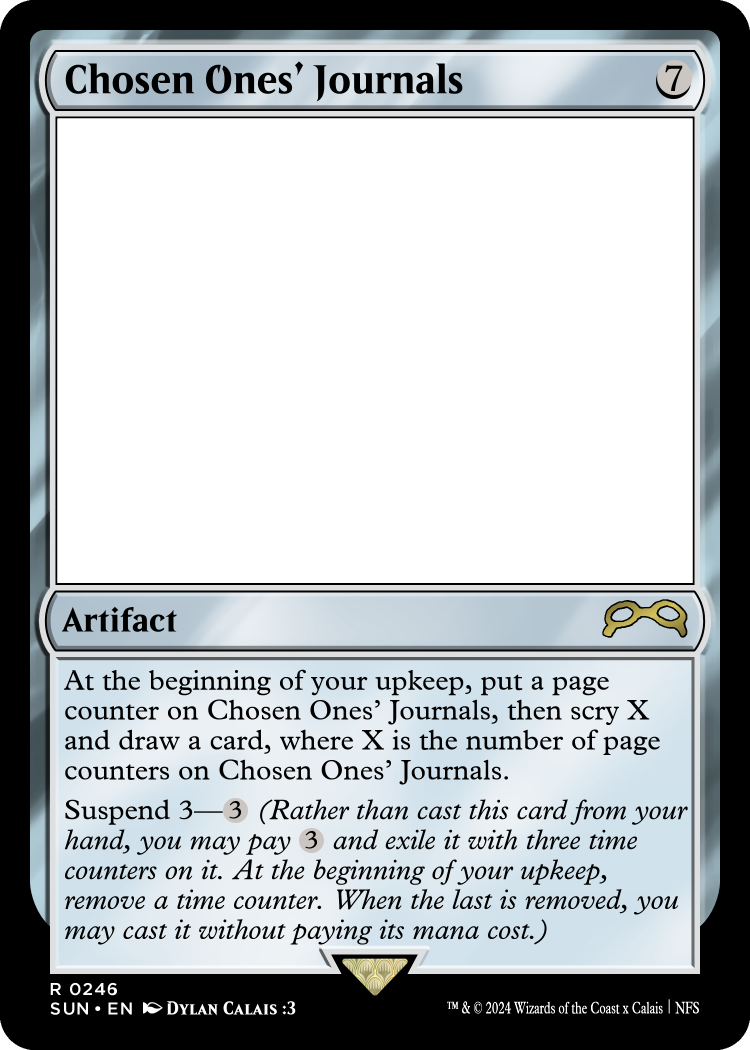 Chosen Ones' Journals 7
Artifact
At the beginning of your upkeep, put a page
counter on Chosen Ones' Journals, then scry X
and draw a card, where X is the number of page
counters on Chosen Ones' Journals.
Suspend 3—3 (Rather than cast this card from your
hand, you may pay 3 and exile it with three time
counters on it. At the beginning of your upkeep,
remove a time counter. When the last is removed, you
may cast it without paying its mana cost.)
R 0246
SUN • EN Dylan Calais :3
™ & © 2024 Wizards of the Coast x Calais | NFS